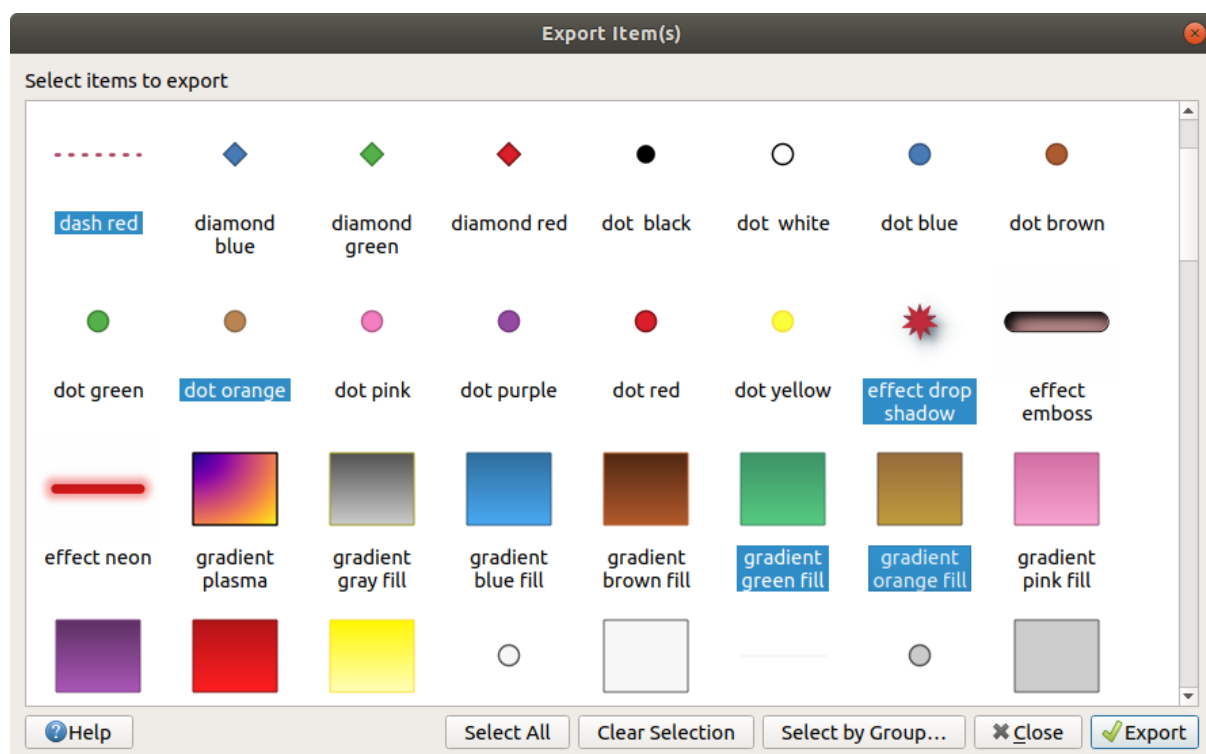 Export Item(s)
Select items to export
dash red
diamond
blue
diamond
green
diamond red
dot  black
dot  white
dot blue
dot brown
dot green
dot orange
dot pink
dot purple
dot red
dot yellow
effect drop
shadow
effect
emboss
effect neon
gradient
plasma
gradient
gray fill
gradient
blue fill
gradient
brown fill
gradient
green fill
gradient
orange fill
gradient
pink fill
?Help
Select All
Clear Selection
Select by Group...
Close
Export